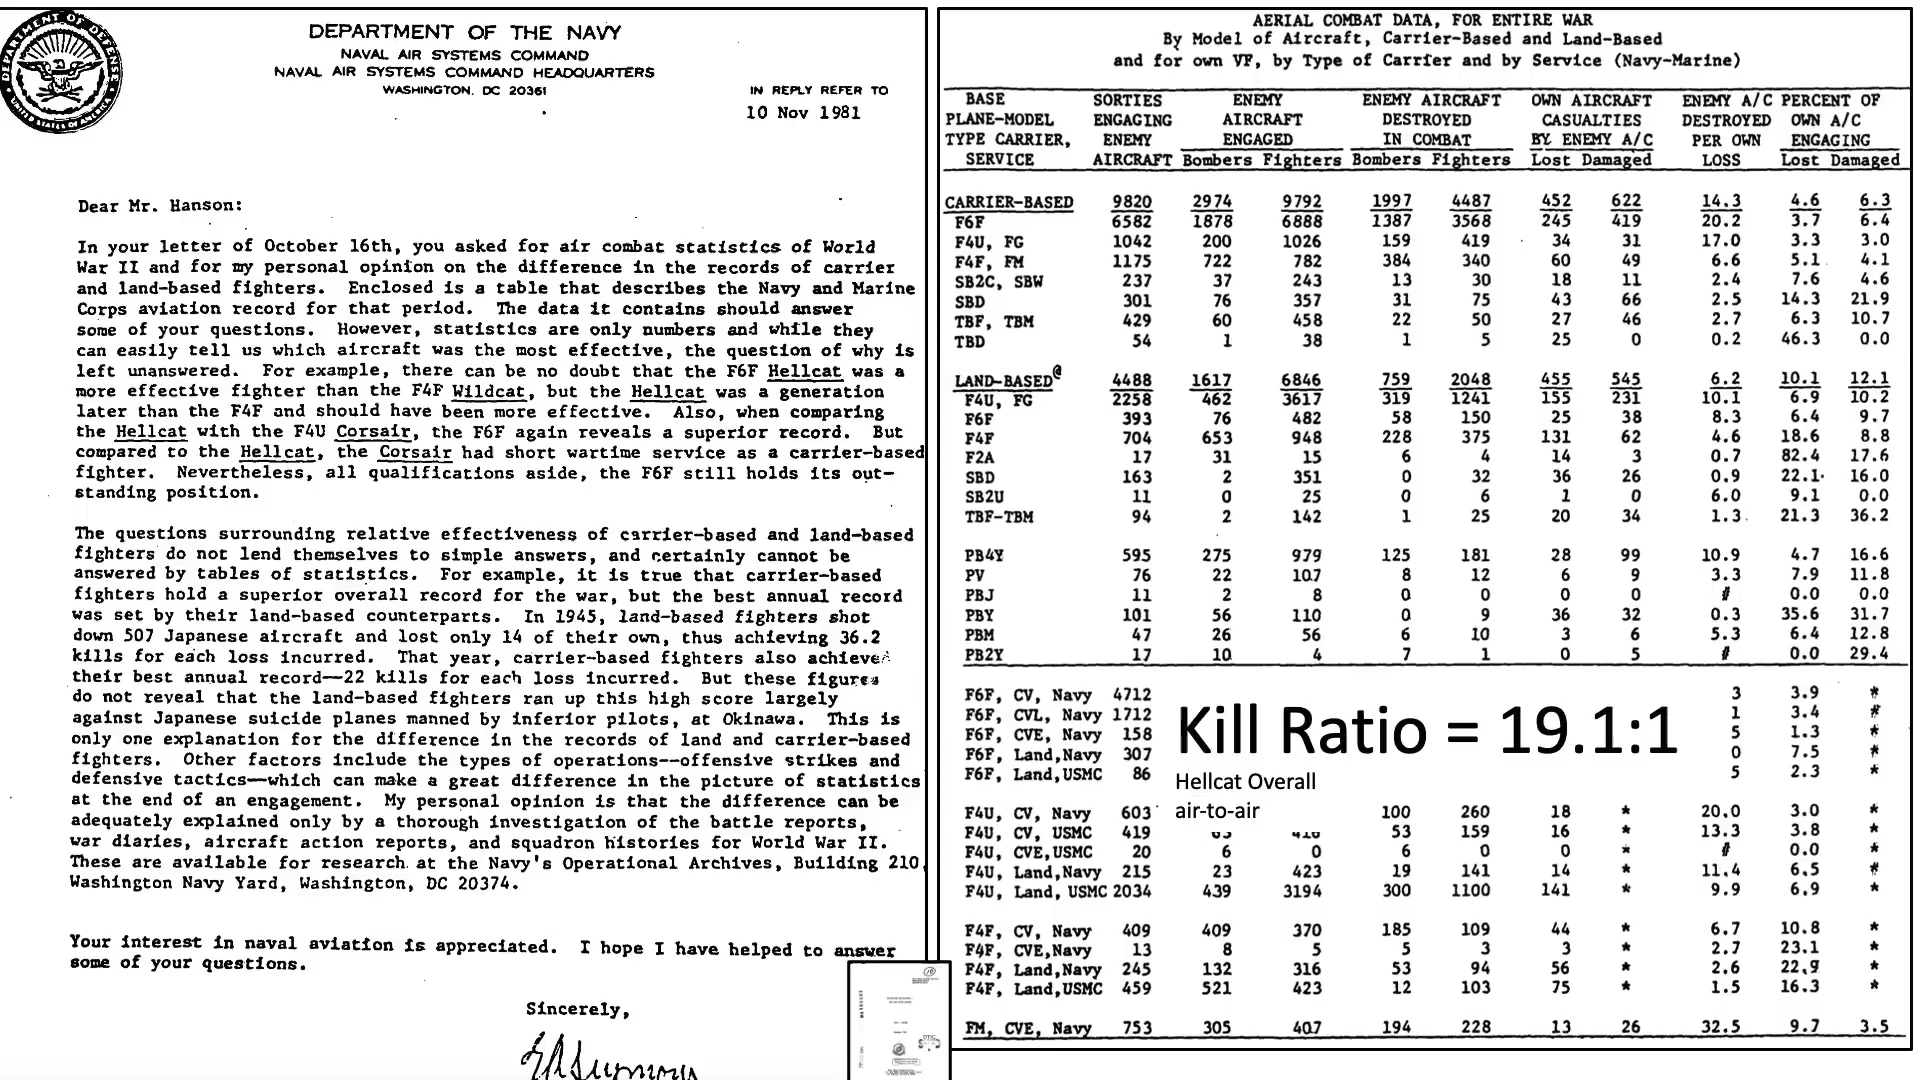 DEPARTMENT OF THE NAVY
NAVAL AIR SYSTEMS COMMAND
NAVAL AIR SYSTEMS COMMAND HEADQUARTERS
WASHINGTON, DC 20361
IN REPLY REFER TO
10 Nov 1981
Dear Mr. Hanson:
In your letter of October 16th, you asked for air combat statistics of World
War II and for my personal opinion on the difference in the records of carrier
and land-based fighters. Enclosed is a table that describes the Navy and Marine
Corps aviation record for that period. The data it contains should answer
some of your questions. However, statistics are only numbers and while they
can easily tell us which aircraft was the most effective, the question of why is
left unanswered. For example, there can be no doubt that the F6F Hellcat was a
more effective fighter than the F4F Wildcat, but the Hellcat was a generation
later than the F4F and should have been more effective. Also, when comparing
the Hellcat with the F4U Corsair, the F6F again reveals a superior record. But
compared to the Hellcat, the Corsair had short wartime service as a carrier-based
fighter. Nevertheless, all qualifications aside, the F6F still holds its out-
standing position.
The questions surrounding relative effectiveness of carrier-based and land-based
fighters do not lend themselves to simple answers, and certainly cannot be
answered by tables of statistics. For example, it is true that carrier-based
fighters hold a superior overall record for the war, but the best annual record
was set by their land-based counterparts. In 1945, land-based fighters shot
down 507 Japanese aircraft and lost only 14 of their own, thus achieving 36.2
kills for each loss incurred. That year, carrier-based fighters also achieved
their best annual record—22 kills for each loss incurred. But these figures
do not reveal that the land-based fighters ran up this high score largely
against Japanese suicide planes manned by inferior pilots, at Okinawa. This is
only one explanation for the difference in the records of land and carrier-based
fighters. Other factors include the types of operations--offensive strikes and
defensive tactics—which can make a great difference in the picture of statistics
at the end of an engagement. My personal opinion is that the difference can be
adequately explained only by a thorough investigation of the battle reports,
war diaries, aircraft action reports, and squadron histories for World War II.
These are available for research at the Navy's Operational Archives, Building 210,
Washington Navy Yard, Washington, DC 20374.
Your interest in naval aviation is appreciated. I hope I have helped to answer
some of your questions.
Sincerely,
AERIAL COMBAT DATA, FOR ENTIRE WAR
By Model of Aircraft, Carrier-Based and Land-Based
and for own VF, by Type of Carrier and by Service (Navy-Marine)
BASE SORTIES ENEMY ENEMY AIRCRAFT OWN AIRCRAFT ENEMY A/C PERCENT OF
PLANE-MODEL ENGAGING AIRCRAFT DESTROYED CASUALTIES DESTROYED OWN A/C
TYPE CARRIER, ENEMY ENGAGED IN COMBAT BY ENEMY A/C PER OWN ENGAGING
SERVICE AIRCRAFT Bombers Fighters Bombers Fighters Lost Damaged LOSS Lost Damaged
CARRIER-BASED 9820 2974 9792 1997 4487 452 622 14.3 4.6 6.3
F6F 6582 1878 6888 1387 3568 245 419 20.2 3.7 6.4
F4U, FG 1042 200 1026 159 419 34 31 17.0 3.3 3.0
F4F, FM 1175 722 782 384 340 60 49 6.6 5.1 4.1
SB2C, SBW 237 37 243 13 30 18 11 2.4 7.6 4.6
SBD 301 76 357 31 75 43 66 2.5 14.3 21.9
TBF, TBM 429 60 458 22 50 27 46 2.7 6.3 10.7
TBD 54 1 38 1 5 25 0 0.2 46.3 0.0
LAND-BASED@ 4488 1617 6846 759 2048 455 545 6.2 10.1 12.1
F4U, FG 2258 462 3617 319 1241 155 231 10.1 6.9 10.2
F6F 393 76 482 58 150 25 38 8.3 6.4 9.7
F4F 704 653 948 228 375 131 62 4.6 18.6 8.8
F2A 17 31 15 6 4 14 3 0.7 82.4 17.6
SBD 163 2 351 0 32 36 26 0.9 22.1 16.0
SB2U 11 0 25 0 6 1 0 6.0 9.1 0.0
TBF-TBM 94 2 142 1 25 20 34 1.3 21.3 36.2
PB4Y 595 275 979 125 181 28 99 10.9 4.7 16.6
PV 76 22 107 8 12 6 9 3.3 7.9 11.8
PBJ 11 2 8 0 0 0 0 # 0.0 0.0
PBY 101 56 110 0 9 36 32 0.3 35.6 31.7
PBM 47 26 56 6 10 3 6 5.3 6.4 12.8
PB2Y 17 10 4 7 1 0 5 # 0.0 29.4
F6F, CV, Navy 4712 3 3.9 *
F6F, CVL, Navy 1712 1 3.4 *
F6F, CVE, Navy 158 5 1.3 *
F6F, Land,Navy 307 0 7.5 *
F6F, Land,USMC 86 5 2.3 *
Kill Ratio = 19.1:1
Hellcat Overall
air-to-air
F4U, CV, Navy 603 100 260 18 * 20.0 3.0 *
F4U, CV, USMC 419 53 159 16 * 13.3 3.8 *
F4U, CVE,USMC 20 6 0 6 0 0 * # 0.0 *
F4U, Land,Navy 215 23 423 19 141 14 * 11.4 6.5 *
F4U, Land, USMC 2034 439 3194 300 1100 141 * 9.9 6.9 *
F4F, CV, Navy 409 409 370 185 109 44 * 6.7 10.8 *
F4F, CVE,Navy 13 8 5 5 3 3 * 2.7 23.1 *
F4F, Land,Navy 245 132 316 53 94 56 * 2.6 22.9 *
F4F, Land,USMC 459 521 423 12 103 75 * 1.5 16.3 *
FM, CVE, Navy 753 305 407 194 228 13 26 32.5 9.7 3.5